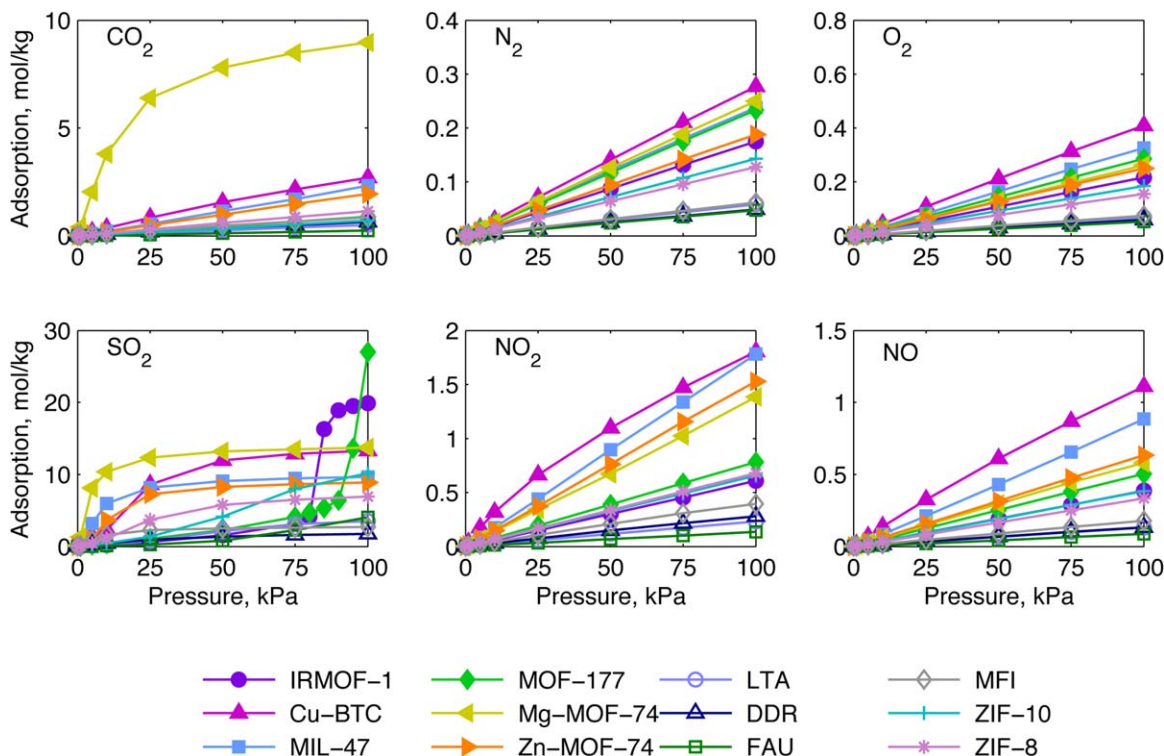 CO2
N2
O2
Adsorption, mol/kg
10
5
0
0 25 50 75 100
0.4
0.3
0.2
0.1
0
0 25 50 75 100
0.8
0.6
0.4
0.2
0
0 25 50 75 100
SO2
NO2
NO
Adsorption, mol/kg
30
20
10
0
0 25 50 75 100
2
1.5
1
0.5
0
0 25 50 75 100
1.5
1
0.5
0
0 25 50 75 100
Pressure, kPa
Pressure, kPa
Pressure, kPa
IRMOF-1 MOF-177 LTA MFI
Cu-BTC Mg-MOF-74 DDR ZIF-10
MIL-47 Zn-MOF-74 FAU ZIF-8